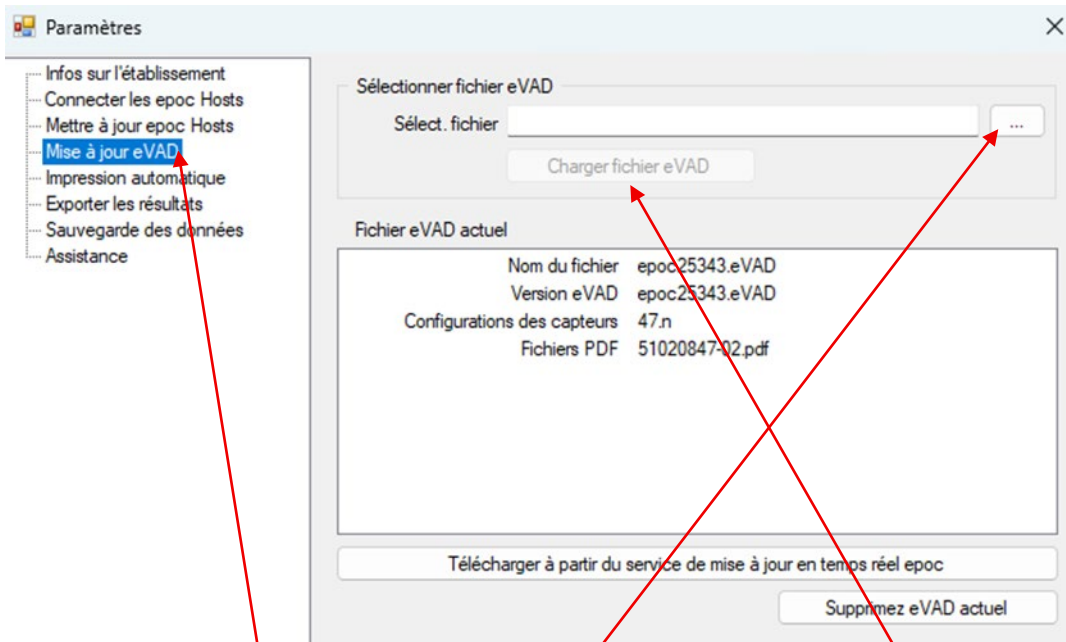 Paramètres
Infos sur l'établissement
Connecter les epoc Hosts
Mettre à jour epoc Hosts
Mise à jour eVAD
Impression automatique
Exporter les résultats
Sauvegarde des données
Assistance
Sélectionner fichier eVAD
Sélect. fichier
...
Charger fichier eVAD
Fichier eVAD actuel
Nom du fichier epoc25343.eVAD
Version eVAD epoc25343.eVAD
Configurations des capteurs 47.n
Fichiers PDF 51020847-02.pdf
Télécharger à partir du service de mise à jour en temps réel epoc
Supprimez eVAD actuel